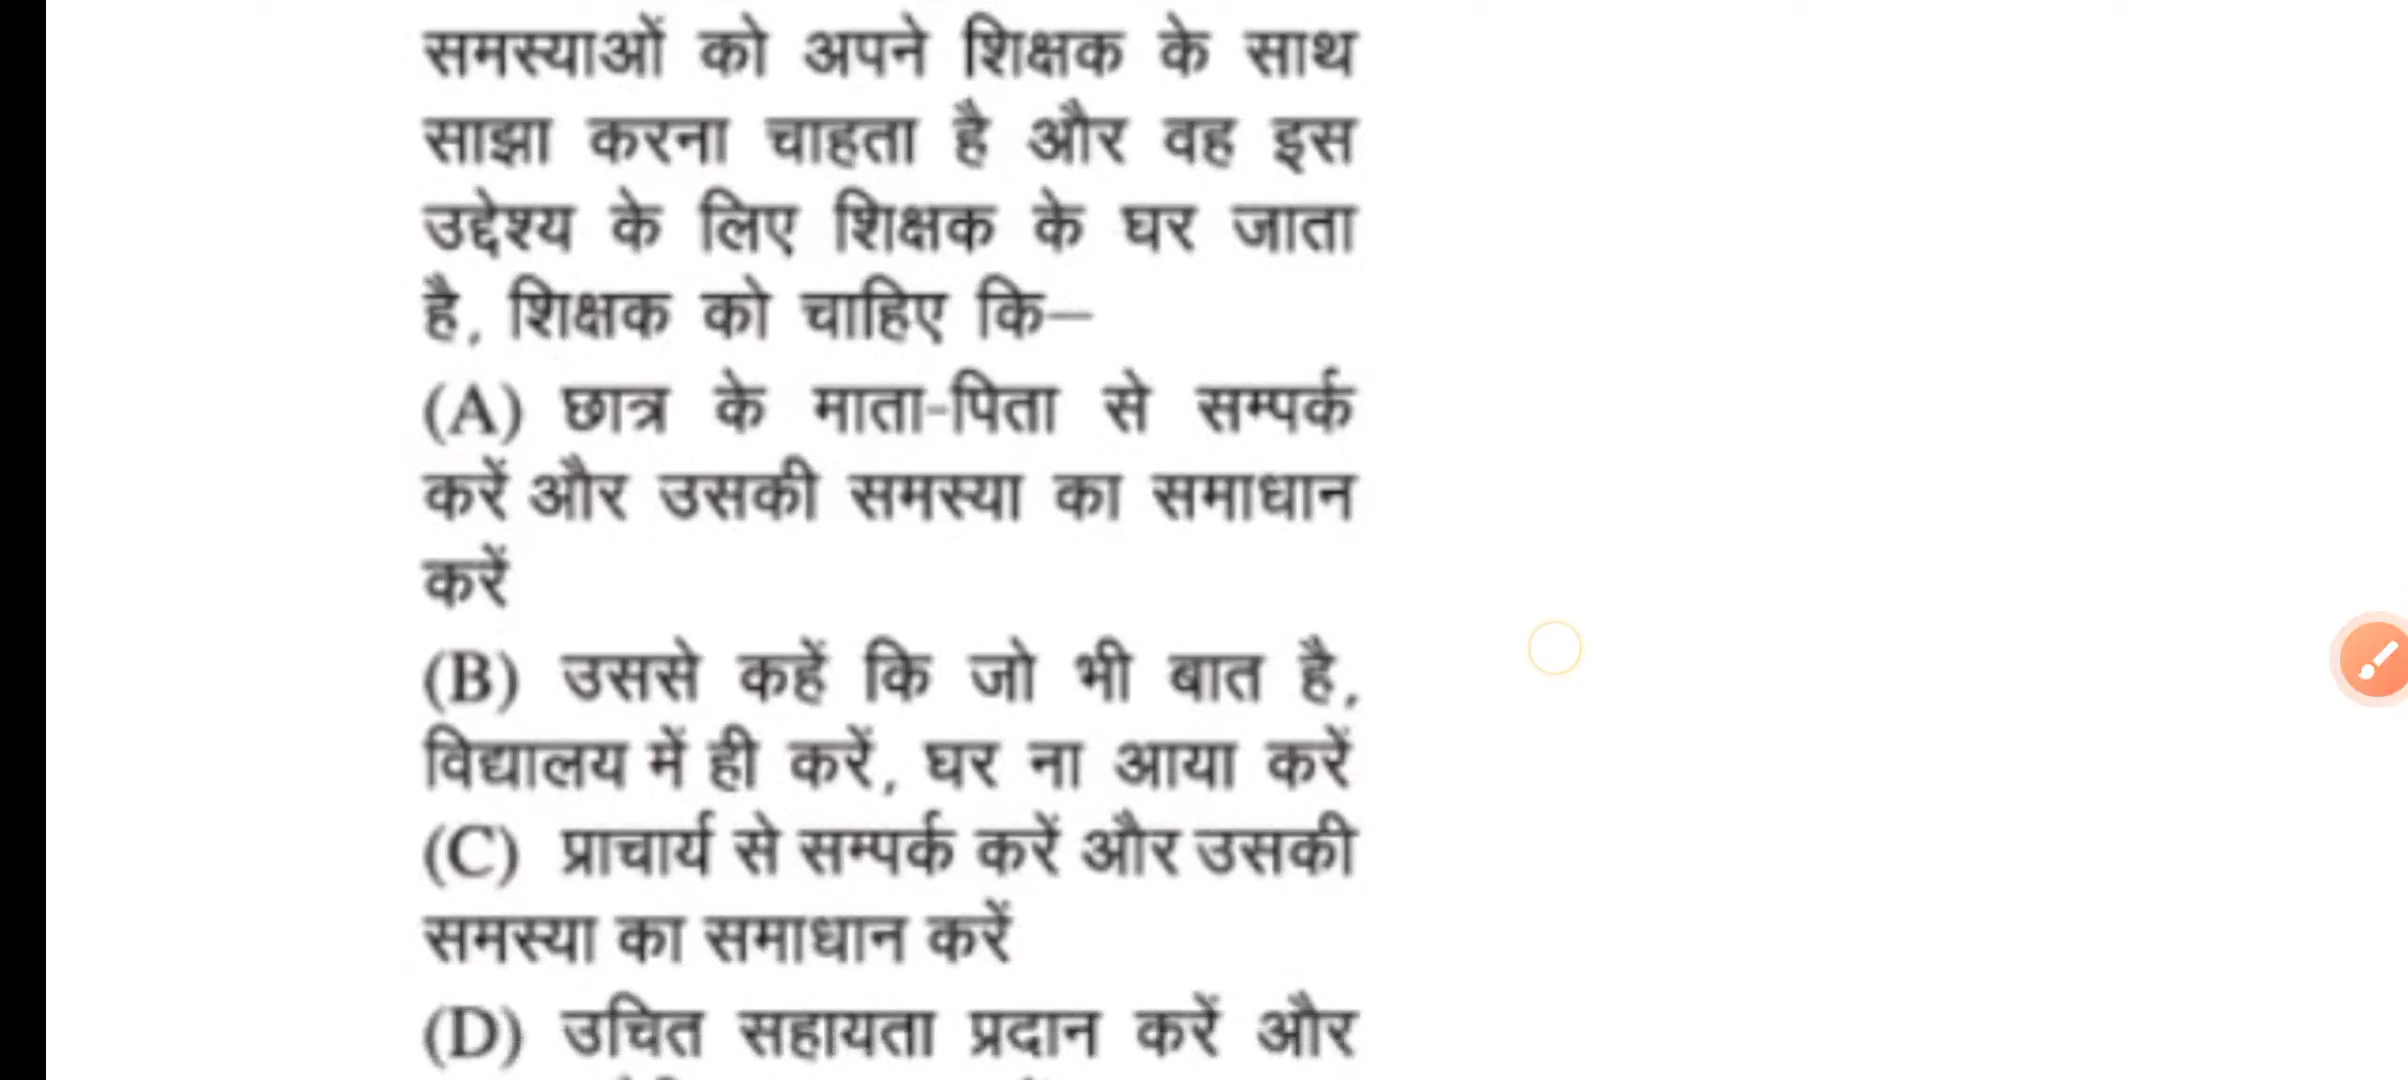 समस्याओं को अपने शिक्षक के साथ
साझा करना चाहता है और वह इस
उद्देश्य के लिए शिक्षक के घर जाता
है, शिक्षक को चाहिए कि–
(A) छात्र के माता-पिता से सम्पर्क
करें और उसकी समस्या का समाधान
करें
(B) उससे कहें कि जो भी बात है,
विद्यालय में ही करें, घर ना आया करें
(C) प्राचार्य से सम्पर्क करें और उसकी
समस्या का समाधान करें
(D) उचित सहायता प्रदान करें और